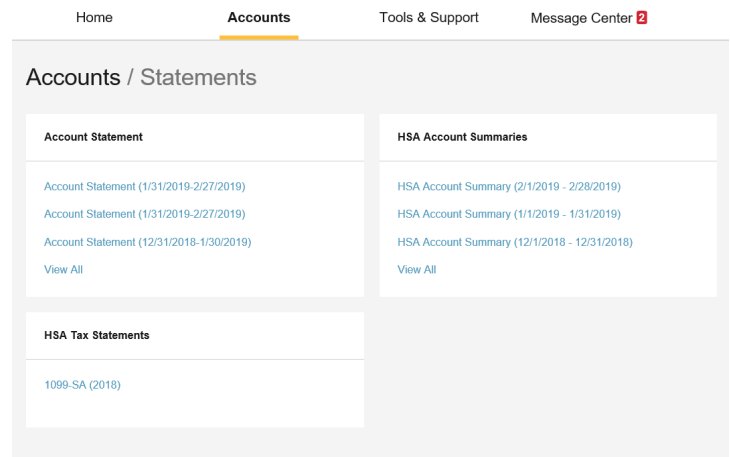 Home Accounts Tools & Support Message Center 2
Accounts / Statements
Account Statement
Account Statement (1/31/2019-2/27/2019)
Account Statement (1/31/2019-2/27/2019)
Account Statement (12/31/2018-1/30/2019)
View All
HSA Account Summaries
HSA Account Summary (2/1/2019 - 2/28/2019)
HSA Account Summary (1/1/2019 - 1/31/2019)
HSA Account Summary (12/1/2018 - 12/31/2018)
View All
HSA Tax Statements
1099-SA (2018)